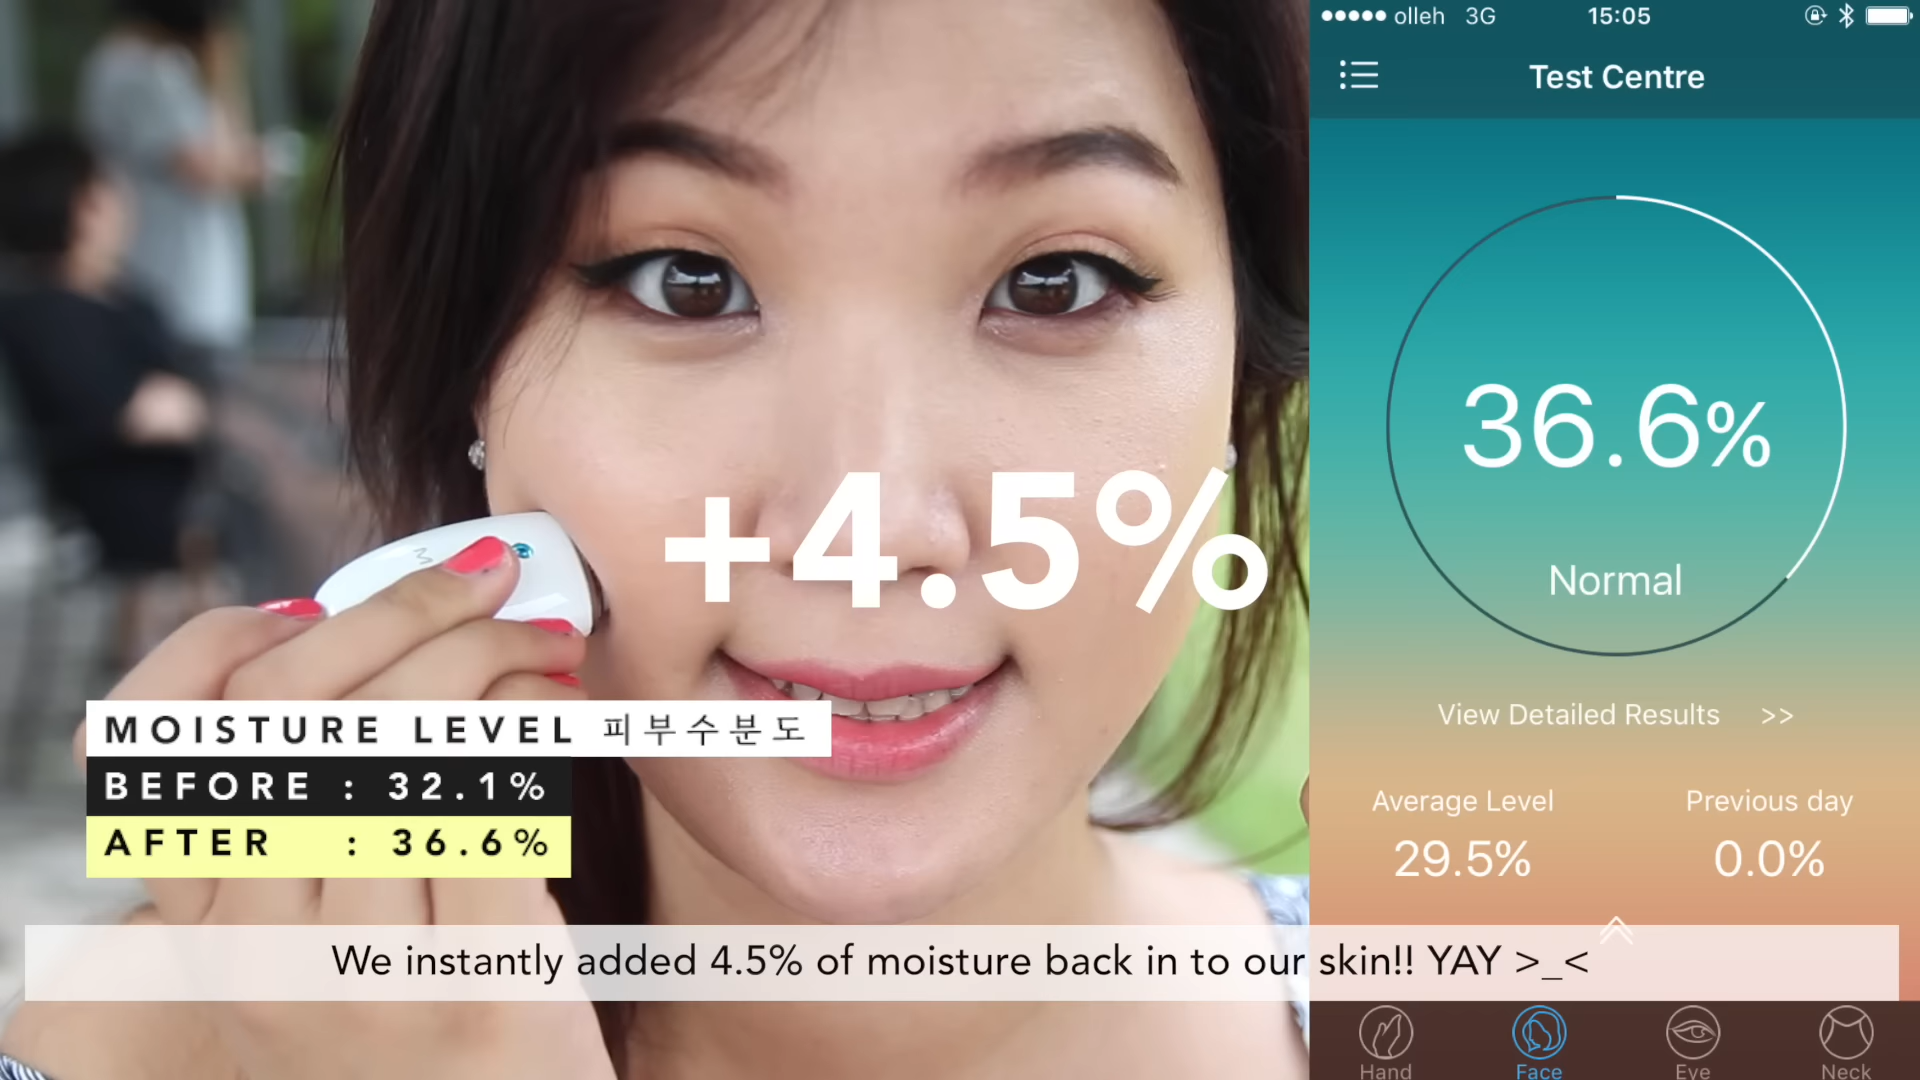 olleh 3G 15:05
Test Centre
36.6%
Normal
View Detailed Results >>
Average Level Previous day
29.5% 0.0%
+4.5%
M
MOISTURE LEVEL 피부수분도
BEFORE : 32.1%
AFTER : 36.6%
We instantly added 4.5% of moisture back in to our skin!! YAY >_<
Hand Face Eye Neck